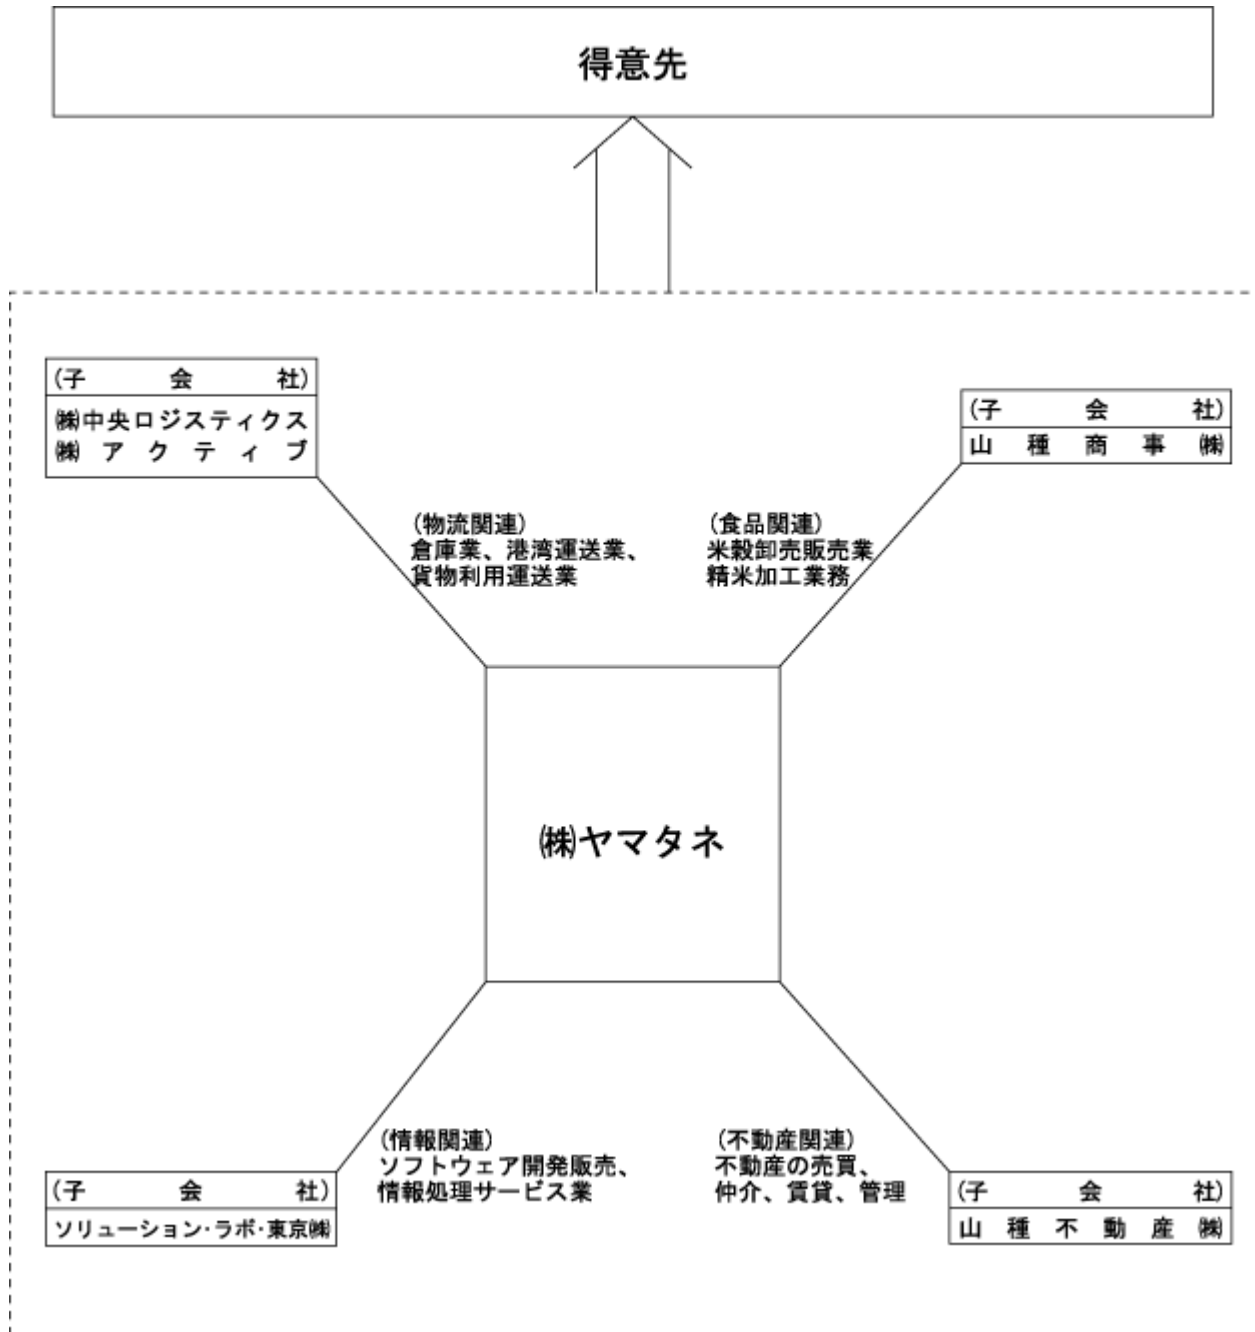 得意先
(子会社)
㈱中央ロジスティクス
㈱アクティブ
(子会社)
山種商事㈱
(物流関連)
倉庫業、港湾運送業、
貨物利用運送業
(食品関連)
米穀卸売販売業
精米加工業務
㈱ヤマタネ
(情報関連)
ソフトウェア開発販売、
情報処理サービス業
(不動産関連)
不動産の売買、
仲介、賃貸、管理
(子会社)
ソリューション・ラボ・東京㈱
(子会社)
山種不動産㈱